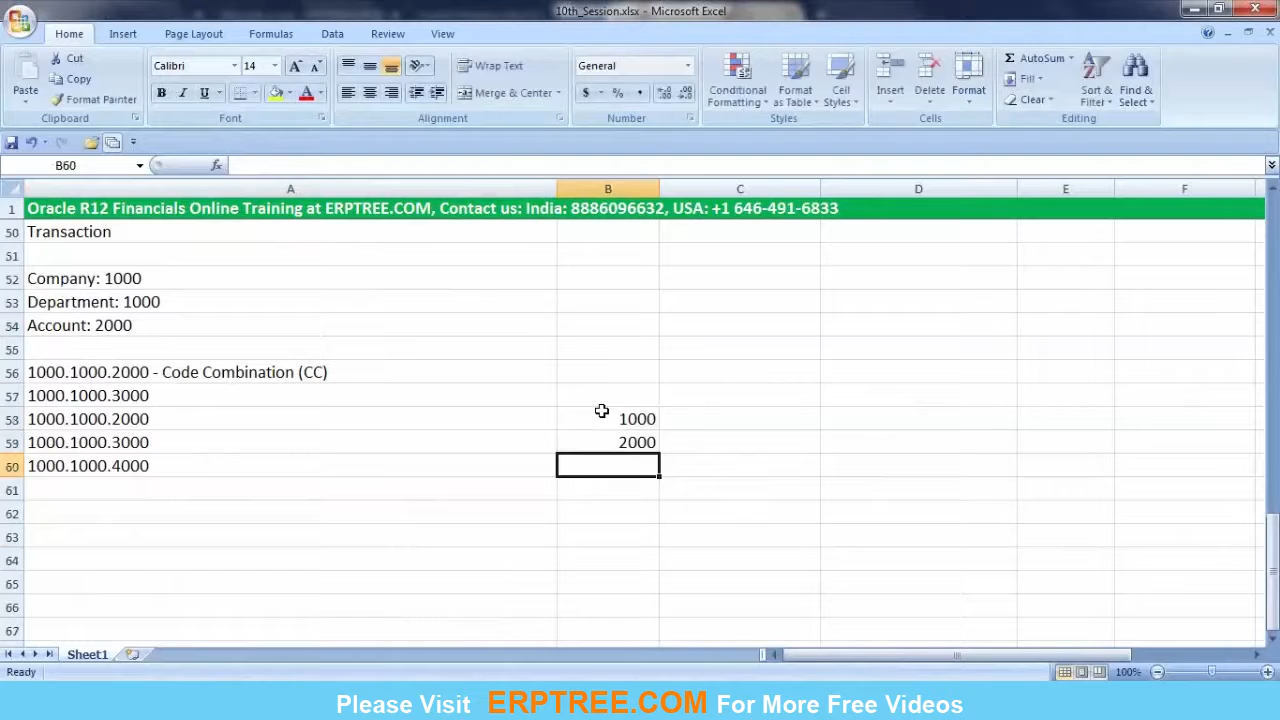 10th_Session.xlsx - Microsoft Excel
Home Insert Page Layout Formulas Data Review View
Paste
Cut
Copy
Format Painter
Clipboard
Calibri 14
B I U
Font
Wrap Text
Merge & Center
Alignment
General
$ % ,
Number
Conditional Formatting
Format as Table
Cell Styles
Styles
Insert Delete Format
Cells
Σ AutoSum
Fill
Clear
Sort & Filter
Find & Select
Editing
B60 fx
A B C D E F
1 Oracle R12 Financials Online Training at ERPTREE.COM, Contact us: India: 8886096632, USA: +1 646-491-6833
50 Transaction
51
52 Company: 1000
53 Department: 1000
54 Account: 2000
55
56 1000.1000.2000 - Code Combination (CC)
57 1000.1000.3000
58 1000.1000.2000 1000
59 1000.1000.3000 2000
60 1000.1000.4000
61
62
63
64
65
66
67
Sheet1
Ready 100%
Please Visit ERPTREE.COM For More Free Videos